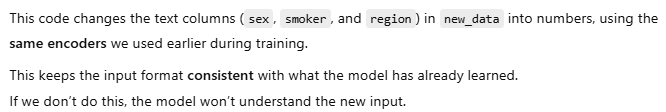 This code changes the text columns ( sex , smoker , and region ) in new_data into numbers, using the
same encoders we used earlier during training.
This keeps the input format consistent with what the model has already learned.
If we don't do this, the model won't understand the new input.